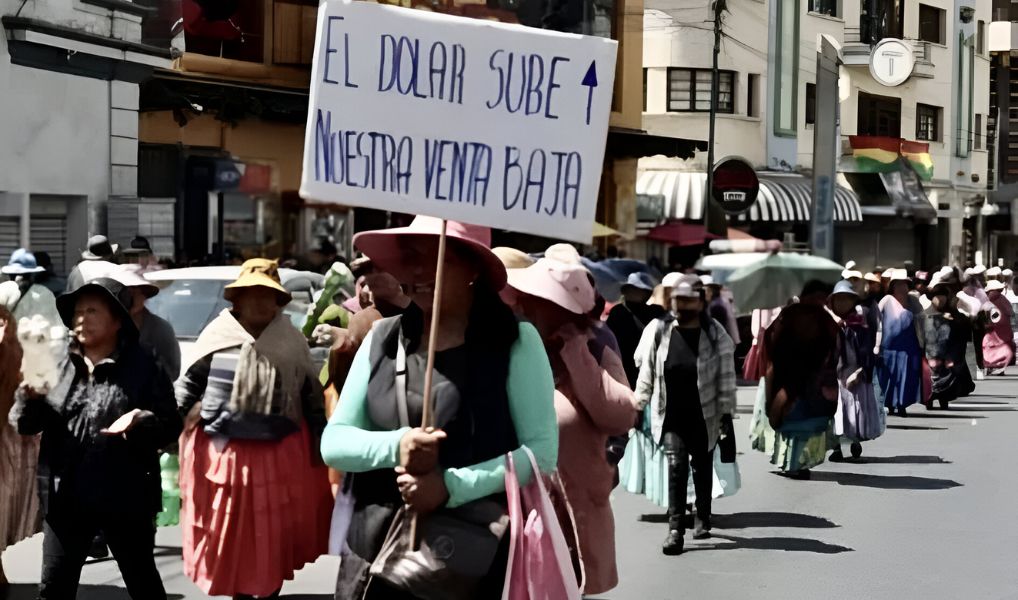 EL DOLAR SUBE ↑
NUESTRA VENTA BAJA